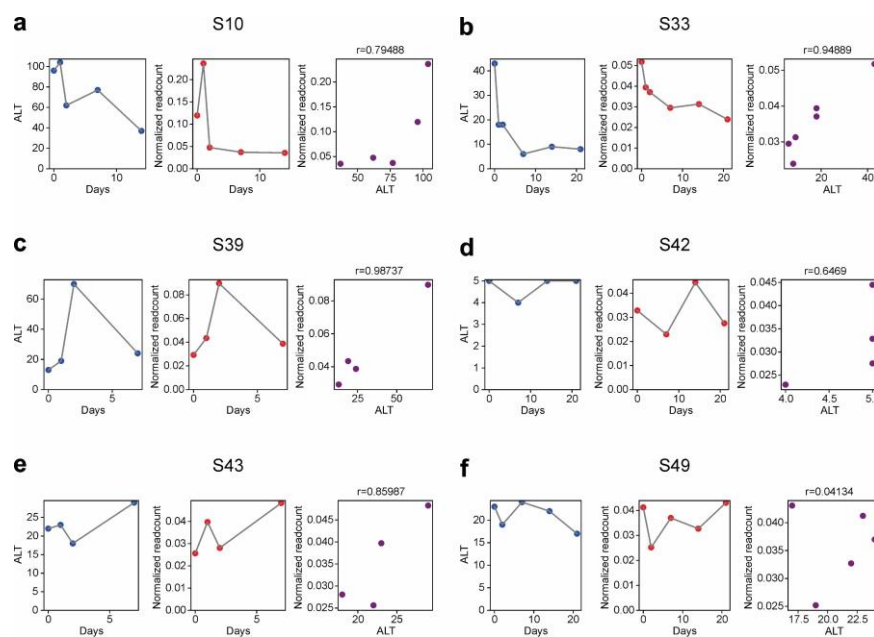 a S10 b S33
r=0.79488 r=0.94889
ALT
100
80
60
40
20
0
0 10
Days
Normalized readcount
0.20
0.15
0.10
0.05
0.00
0 10
Days
Normalized readcount
0.20
0.15
0.10
0.05
50 75 100
ALT
ALT
40
30
20
10
0
0 10 20
Days
Normalized readcount
0.05
0.04
0.03
0.02
0.01
0.00
0 10 20
Days
Normalized readcount
0.05
0.04
0.03
20 40
ALT
c S39 d S42
r=0.98737 r=0.6469
ALT
60
40
20
0
0 5
Days
Normalized readcount
0.08
0.06
0.04
0.02
0.00
0 5
Days
Normalized readcount
0.08
0.06
0.04
25 50
ALT
ALT
5
4
3
2
1
0
0 10 20
Days
Normalized readcount
0.04
0.03
0.02
0.01
0.00
0 10 20
Days
Normalized readcount
0.045
0.040
0.035
0.030
0.025
4.0 4.5
ALT
e S43 f S49
r=0.85987 r=0.04134
ALT
25
20
15
10
5
0
0 5
Days
Normalized readcount
0.04
0.02
0.00
0 5
Days
Normalized readcount
0.045
0.040
0.035
0.030
0.025
20 25
ALT
ALT
20
15
10
5
0
0 10 20
Days
Normalized readcount
0.04
0.03
0.02
0.01
0.00
0 10 20
Days
Normalized readcount
0.040
0.035
0.030
0.025
17.5 20.0 22.5
ALT